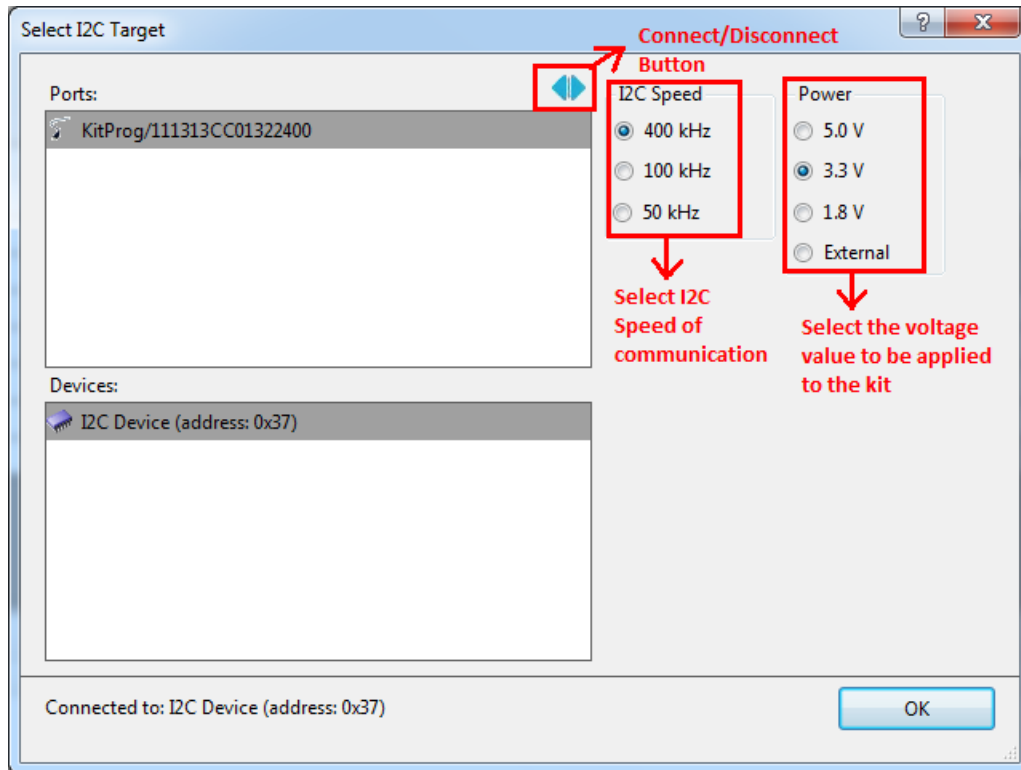 Select I2C Target
Connect/Disconnect
Button
Ports:
KitProg/111313CC01322400
I2C Speed
400 kHz
100 kHz
50 kHz
Power
5.0 V
3.3 V
1.8 V
External
Select I2C
Speed of
communication
Select the voltage
value to be applied
to the kit
Devices:
I2C Device (address: 0x37)
Connected to: I2C Device (address: 0x37)
OK